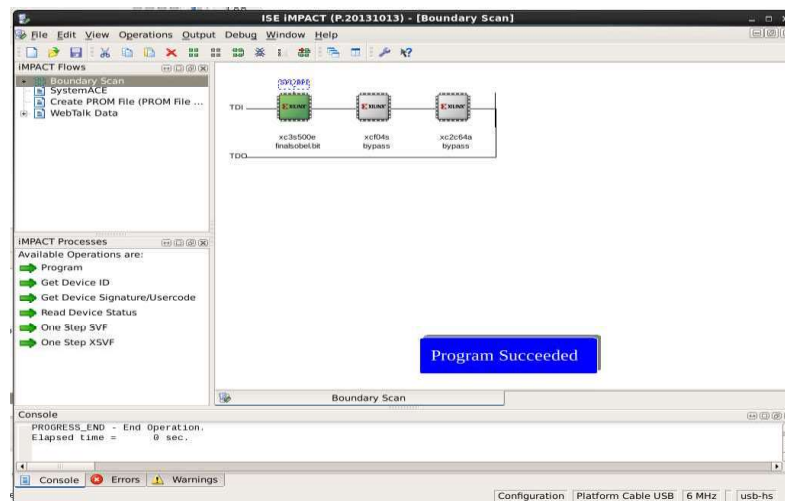 ISE iMPACT (P.20131013) - [Boundary Scan]
File Edit View Operations Output Debug Window Help
iMPACT Flows
Boundary Scan
SystemACE
Create PROM File (PROM File ...
WebTalk Data
TDI
XILINX XILINX XILINX
xc3s500e xcf04s xc2c64a
finalsobel.bit bypass bypass
TDO
iMPACT Processes
Available Operations are:
Program
Get Device ID
Get Device Signature/Usercode
Read Device Status
One Step SVF
One Step XSVF
Program Succeeded
Boundary Scan
Console
PROGRESS_END - End Operation.
Elapsed time = 0 sec.
Console Errors Warnings
Configuration Platform Cable USB 6 MHz usb-hs